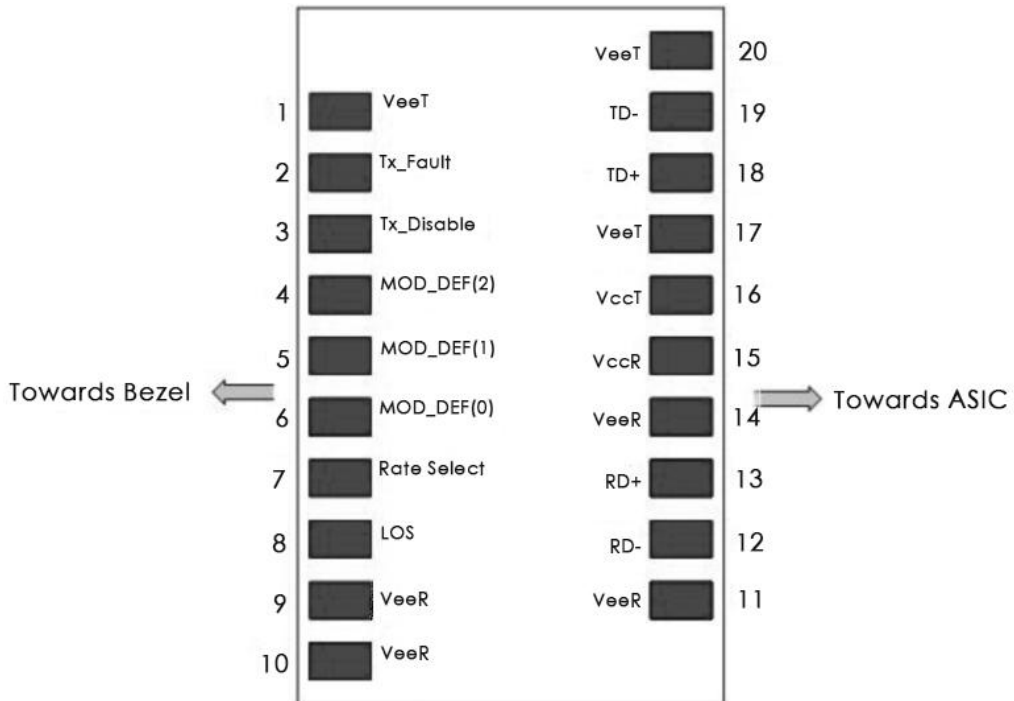 VeeT 20
1 VeeT
TD- 19
2 Tx_Fault
TD+ 18
3 Tx_Disable
VeeT 17
4 MOD_DEF(2)
VccT 16
5 MOD_DEF(1)
VccR 15
Towards Bezel
Towards ASIC
6 MOD_DEF(0)
VeeR 14
7 Rate Select
RD+ 13
8 LOS
RD- 12
9 VeeR
VeeR 11
10 VeeR